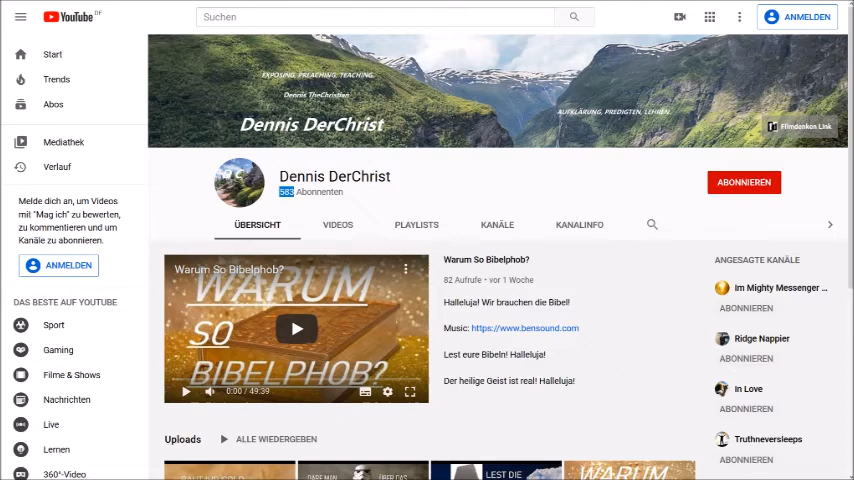 YouTube DE
Suchen
ANMELDEN
Start
Trends
Abos
Mediathek
Verlauf
Melde dich an, um Videos
mit "Mag ich" zu bewerten,
zu kommentieren und um
Kanäle zu abonnieren.
ANMELDEN
DAS BESTE AUF YOUTUBE
Sport
Gaming
Filme & Shows
Nachrichten
Live
Lernen
360°-Video
EXPOSING, PREACHING, TEACHING.
Dennis TheChristian
Dennis DerChrist
AUFKLÄRUNG, PREDIGTEN, LEHREN.
Filmdenken Link
Dennis DerChrist
583 Abonnenten
ABONNIEREN
ÜBERSICHT
VIDEOS
PLAYLISTS
KANÄLE
KANALINFO
Warum So Bibelphob?
WARUM
SO
BIBELPHOB?
0:00 / 49:39
Warum So Bibelphob?
82 Aufrufe • vor 1 Woche
Halleluja! Wir brauchen die Bibel!
Music: https://www.bensound.com
Lest eure Bibeln! Halleluja!
Der heilige Geist ist real! Halleluja!
ANGESAGTE KANÄLE
Im Mighty Messenger ...
ABONNIEREN
Ridge Nappier
ABONNIEREN
In Love
ABONNIEREN
Truthneversleeps
ABONNIEREN
Uploads
ALLE WIEDERGEBEN
LEST DIE
WARUM